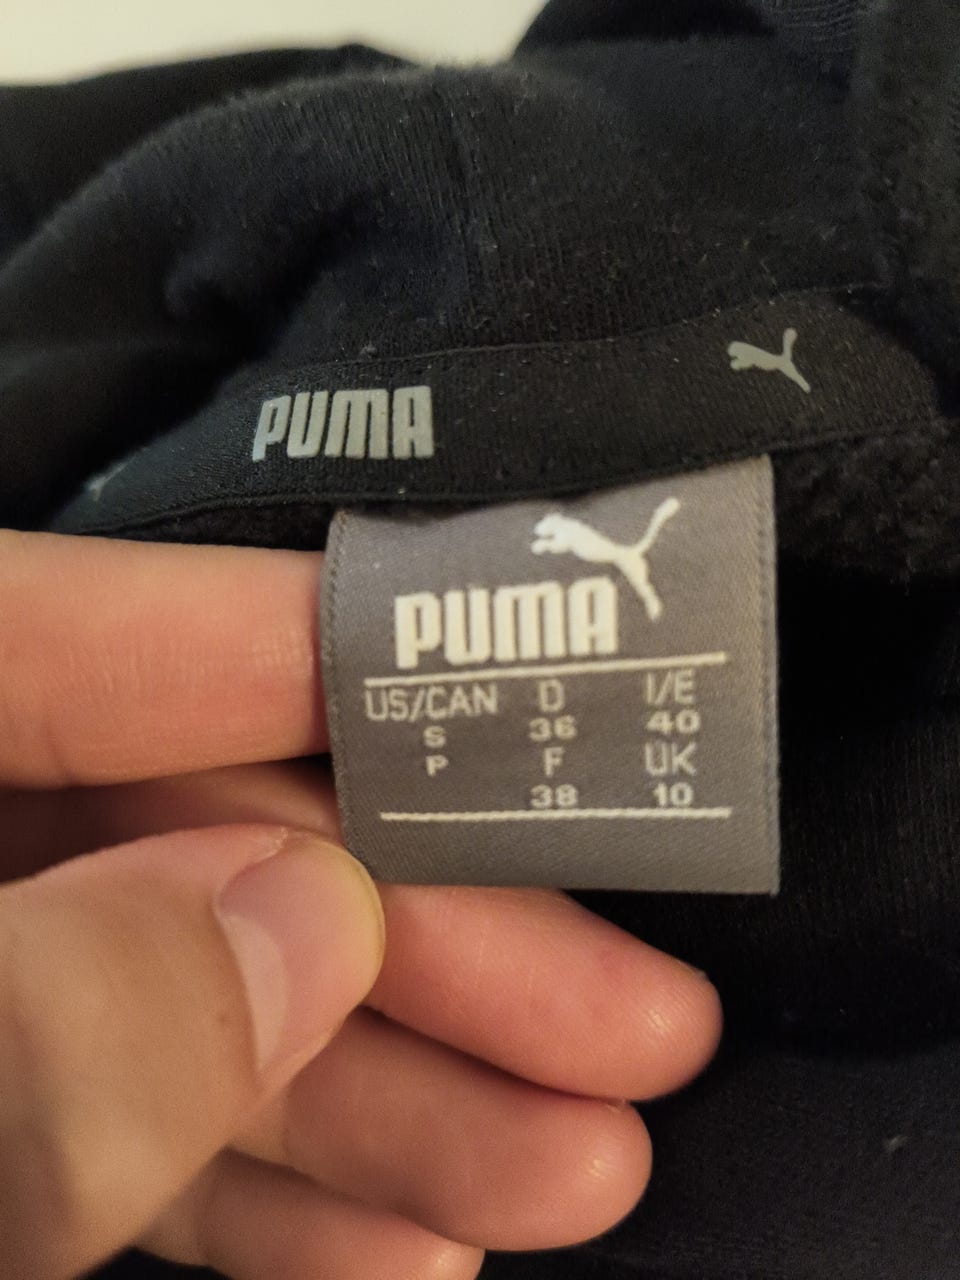 PUMA
PUMA
US/CAN D I/E
S 36 40
P F UK
38 10